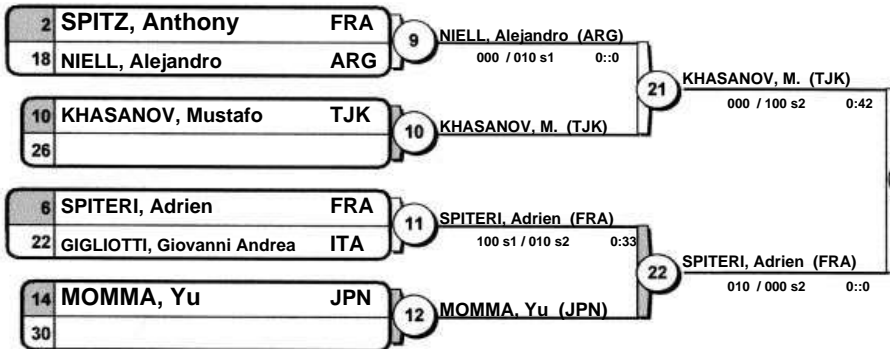 2 SPITZ, Anthony FRA
18 NIELL, Alejandro ARG
9
NIELL, Alejandro (ARG)
000 / 010 s1 0::0
10 KHASANOV, Mustafo TJK
26
10
KHASANOV, M. (TJK)
21
KHASANOV, M. (TJK)
000 / 100 s2 0:42
6 SPITERI, Adrien FRA
22 GIGLIOTTI, Giovanni Andrea ITA
11
SPITERI, Adrien (FRA)
100 s1 / 010 s2 0:33
14 MOMMA, Yu JPN
30
12
MOMMA, Yu (JPN)
22
SPITERI, Adrien (FRA)
010 / 000 s2 0::0